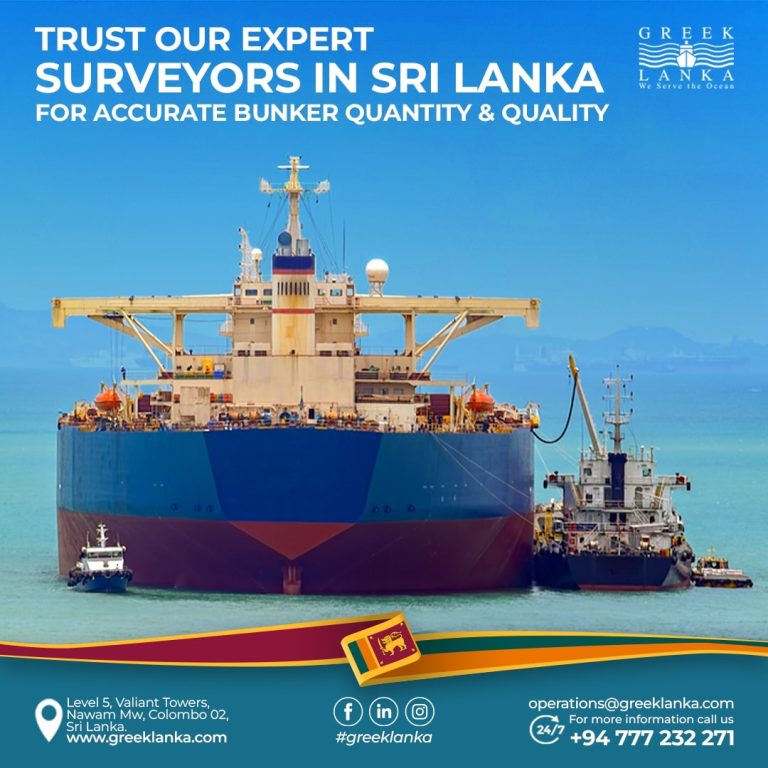 TRUST OUR EXPERT
SURVEYORS IN SRI LANKA
FOR ACCURATE BUNKER QUANTITY & QUALITY
GREEK
LANKA
We Serve the Ocean
Level 5, Valiant Towers,
Nawam Mw, Colombo 02,
Sri Lanka.
www.greeklanka.com
#greeklanka
operations@greeklanka.com
24/7
For more information call us
+94 777 232 271